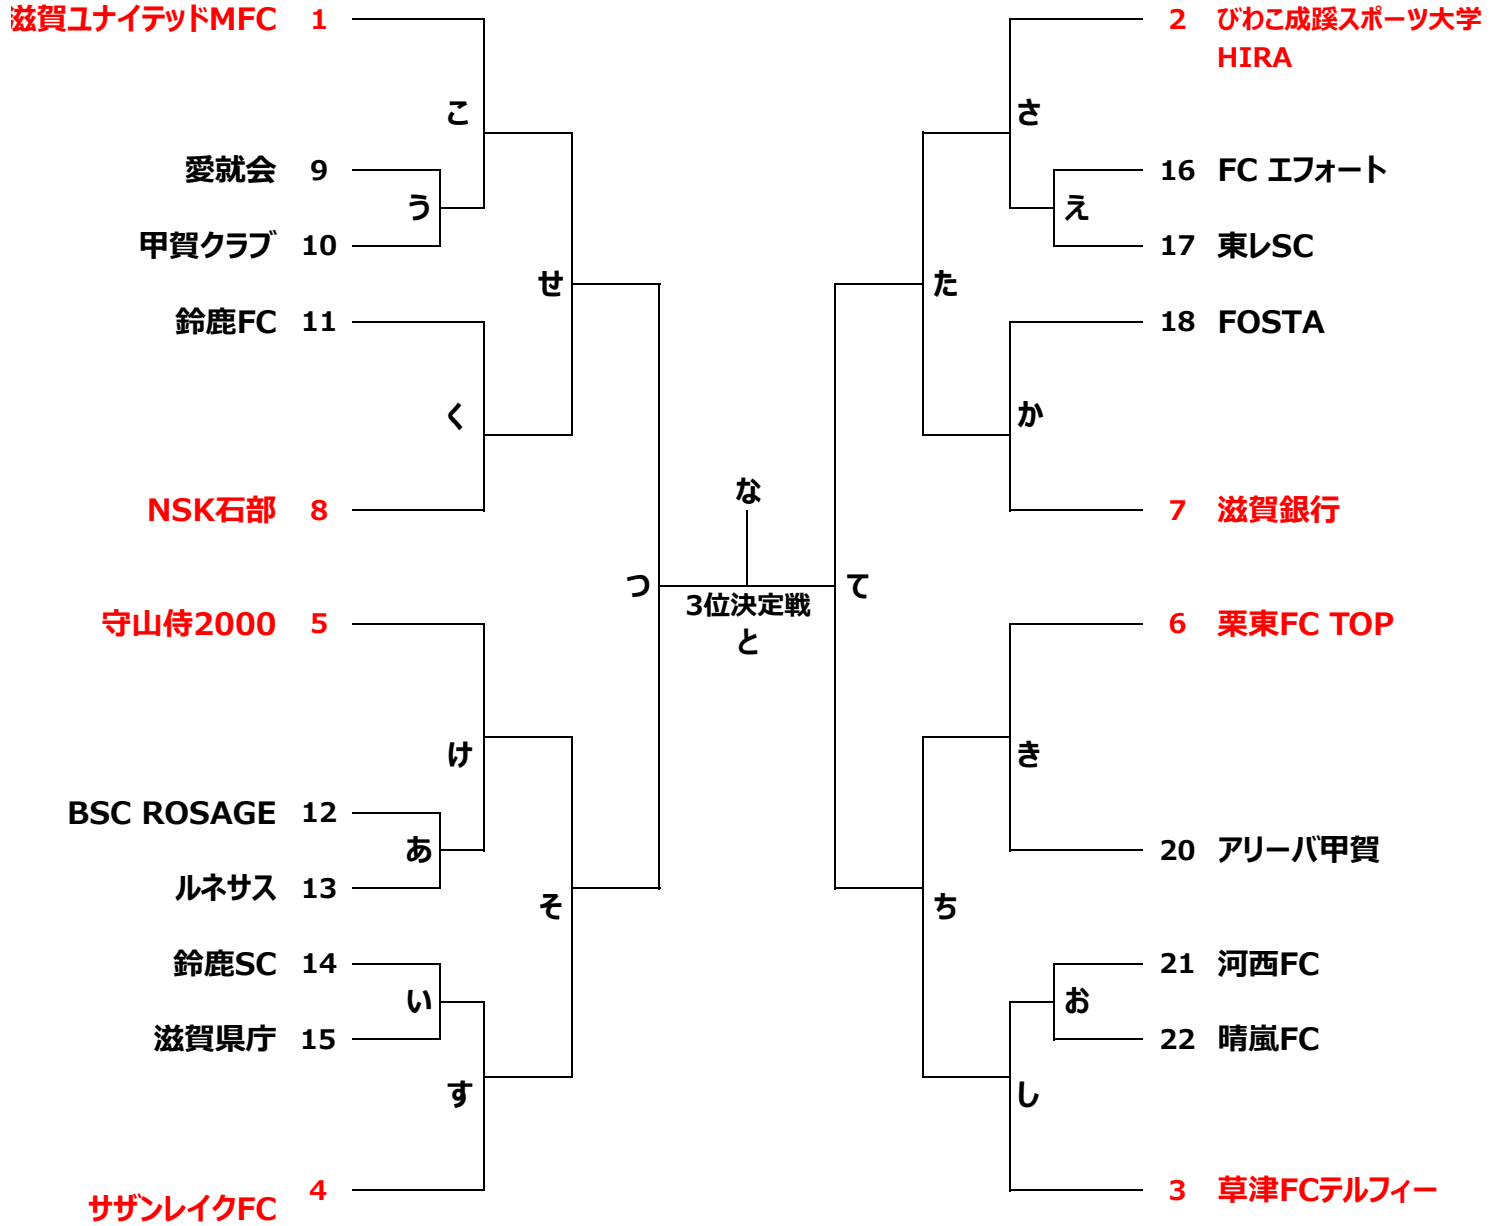 滋賀ユナイテッドMFC 1
こ
愛就会 9
う
甲賀クラブ 10
せ
鈴鹿FC 11
く
NSK石部 8
つ
守山侍2000 5
け
BSC ROSAGE 12
あ
ルネサス 13
そ
鈴鹿SC 14
い
滋賀県庁 15
す
サザンレイクFC 4
な
3位決定戦
と
2 びわこ成蹊スポーツ大学
HIRA
さ
16 FC エフォート
え
17 東レSC
た
18 FOSTA
か
7 滋賀銀行
て
6 栗東FC TOP
き
20 アリーバ甲賀
ち
21 河西FC
お
22 晴嵐FC
し
3 草津FCテルフィー